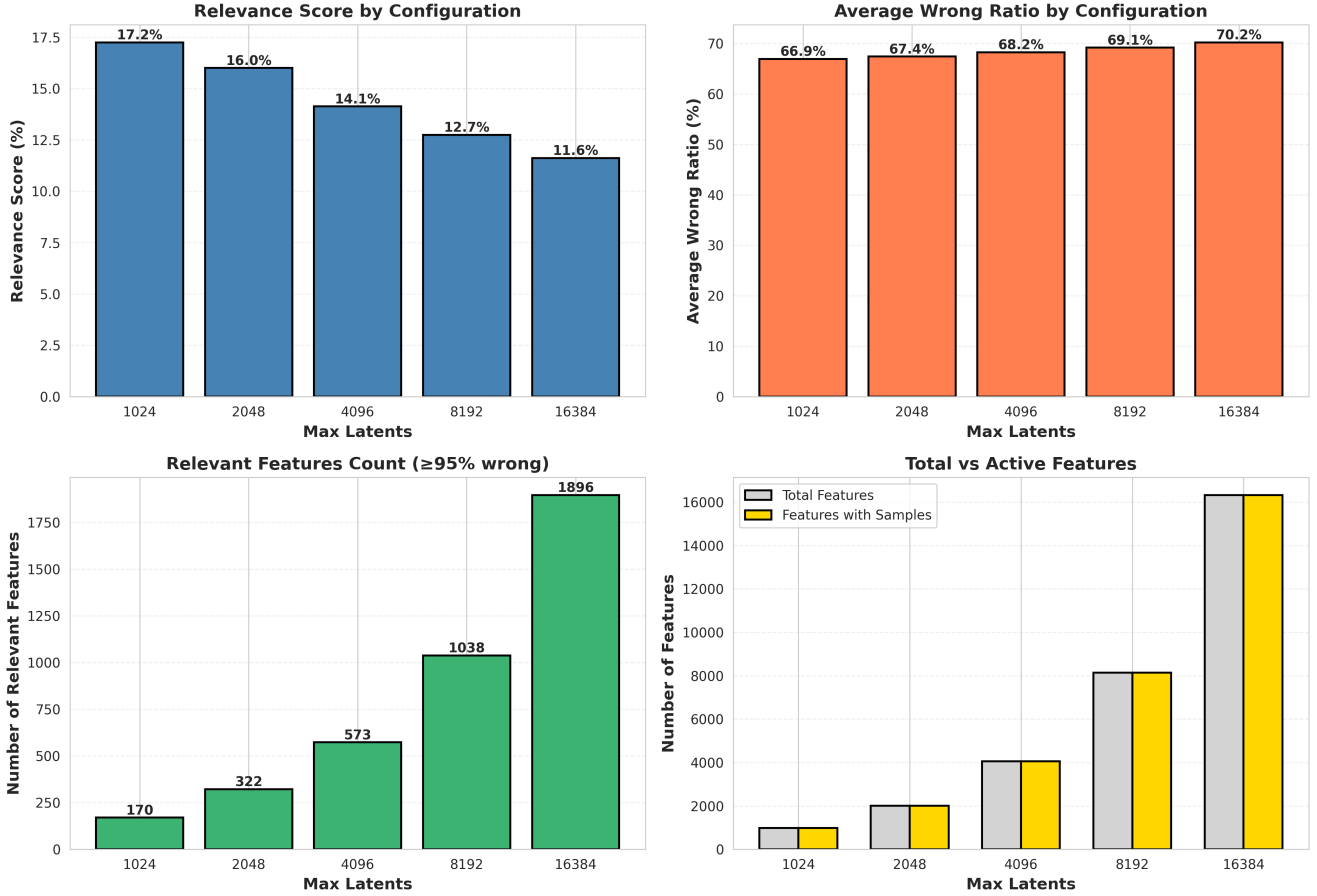 Relevance Score by Configuration
Relevance Score (%)
17.5
15.0
12.5
10.0
7.5
5.0
2.5
0.0
17.2%
16.0%
14.1%
12.7%
11.6%
1024 2048 4096 8192 16384
Max Latents
Average Wrong Ratio by Configuration
Average Wrong Ratio (%)
70
60
50
40
30
20
10
0
66.9%
67.4%
68.2%
69.1%
70.2%
1024 2048 4096 8192 16384
Max Latents
Relevant Features Count (≥95% wrong)
Number of Relevant Features
1750
1500
1250
1000
750
500
250
0
170
322
573
1038
1896
1024 2048 4096 8192 16384
Max Latents
Total vs Active Features
Number of Features
16000
14000
12000
10000
8000
6000
4000
2000
0
Total Features
Features with Samples
1024 2048 4096 8192 16384
Max Latents